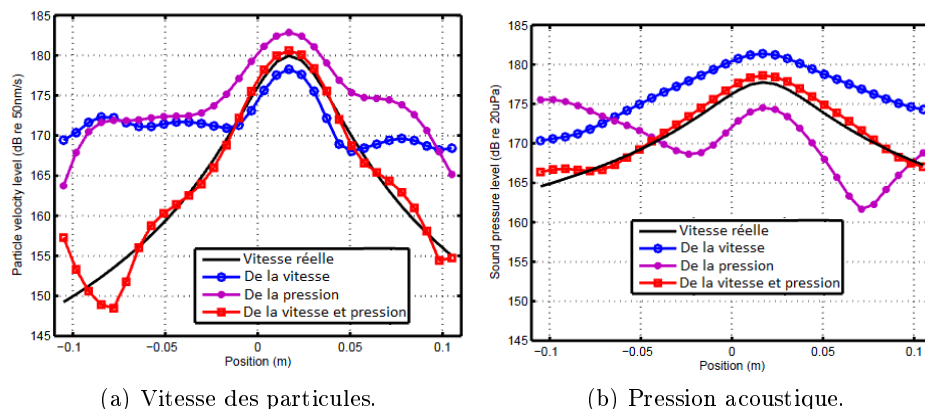 185
180
175
170
165
160
155
150
145
Particle velocity level (dB re 50nm/s)
Vitesse réelle
De la vitesse
De la pression
De la vitesse et pression
−0.1
−0.05
0
0.05
0.1
Position (m)
(a) Vitesse des particules.
185
180
175
170
165
160
155
150
145
Sound pressure level (dB re 20uPa)
Vitesse réelle
De la vitesse
De la pression
De la vitesse et pression
−0.1
−0.05
0
0.05
0.1
Position (m)
(b) Pression acoustique.